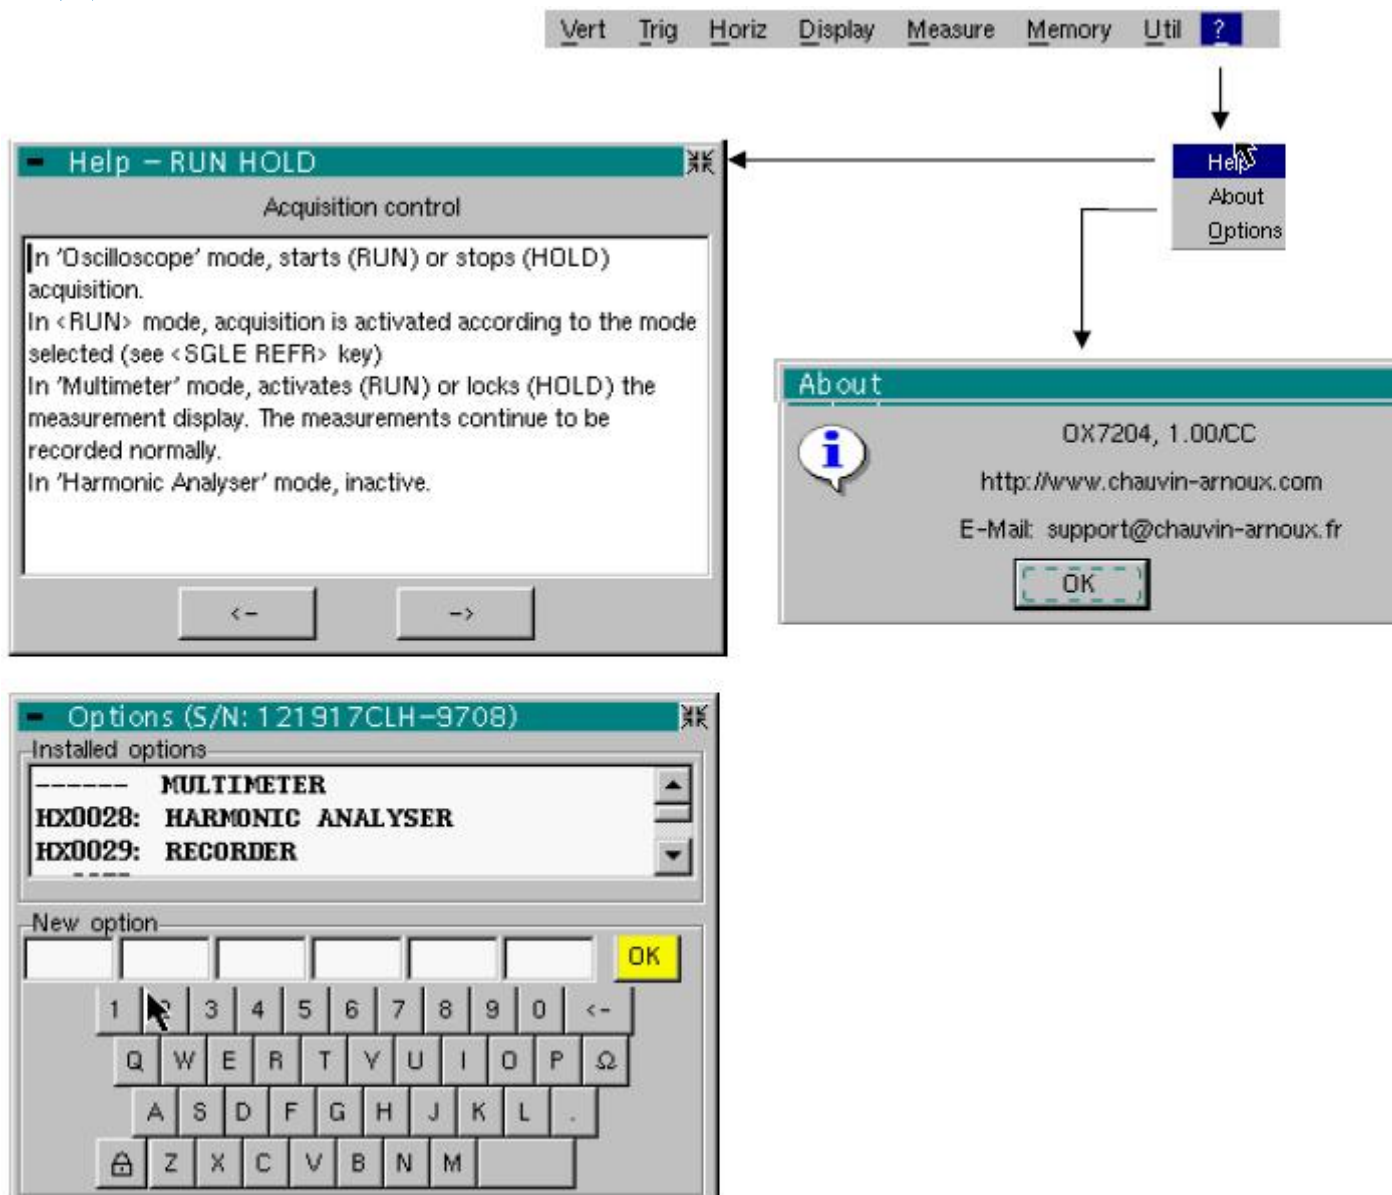 Vert Trig Horiz Display Measure Memory Util ?
Help
About
Options
Help – RUN HOLD
Acquisition control
In 'Oscilloscope' mode, starts (RUN) or stops (HOLD)
acquisition.
In <RUN> mode, acquisition is activated according to the mode
selected (see <SGLE REFR> key)
In 'Multimeter' mode, activates (RUN) or locks (HOLD) the
measurement display. The measurements continue to be
recorded normally.
In 'Harmonic Analyser' mode, inactive.
<- ->
About
OX7204, 1.00/CC
http://www.chauvin-arnoux.com
E-Mail: support@chauvin-arnoux.fr
OK
Options (S/N: 121917CLH-9708)
Installed options
------ MULTIMETER
HX0028: HARMONIC ANALYSER
HX0029: RECORDER
New option
OK
1 2 3 4 5 6 7 8 9 0 <-
Q W E R T Y U I O P Ω
A S D F G H J K L .
Z X C V B N M